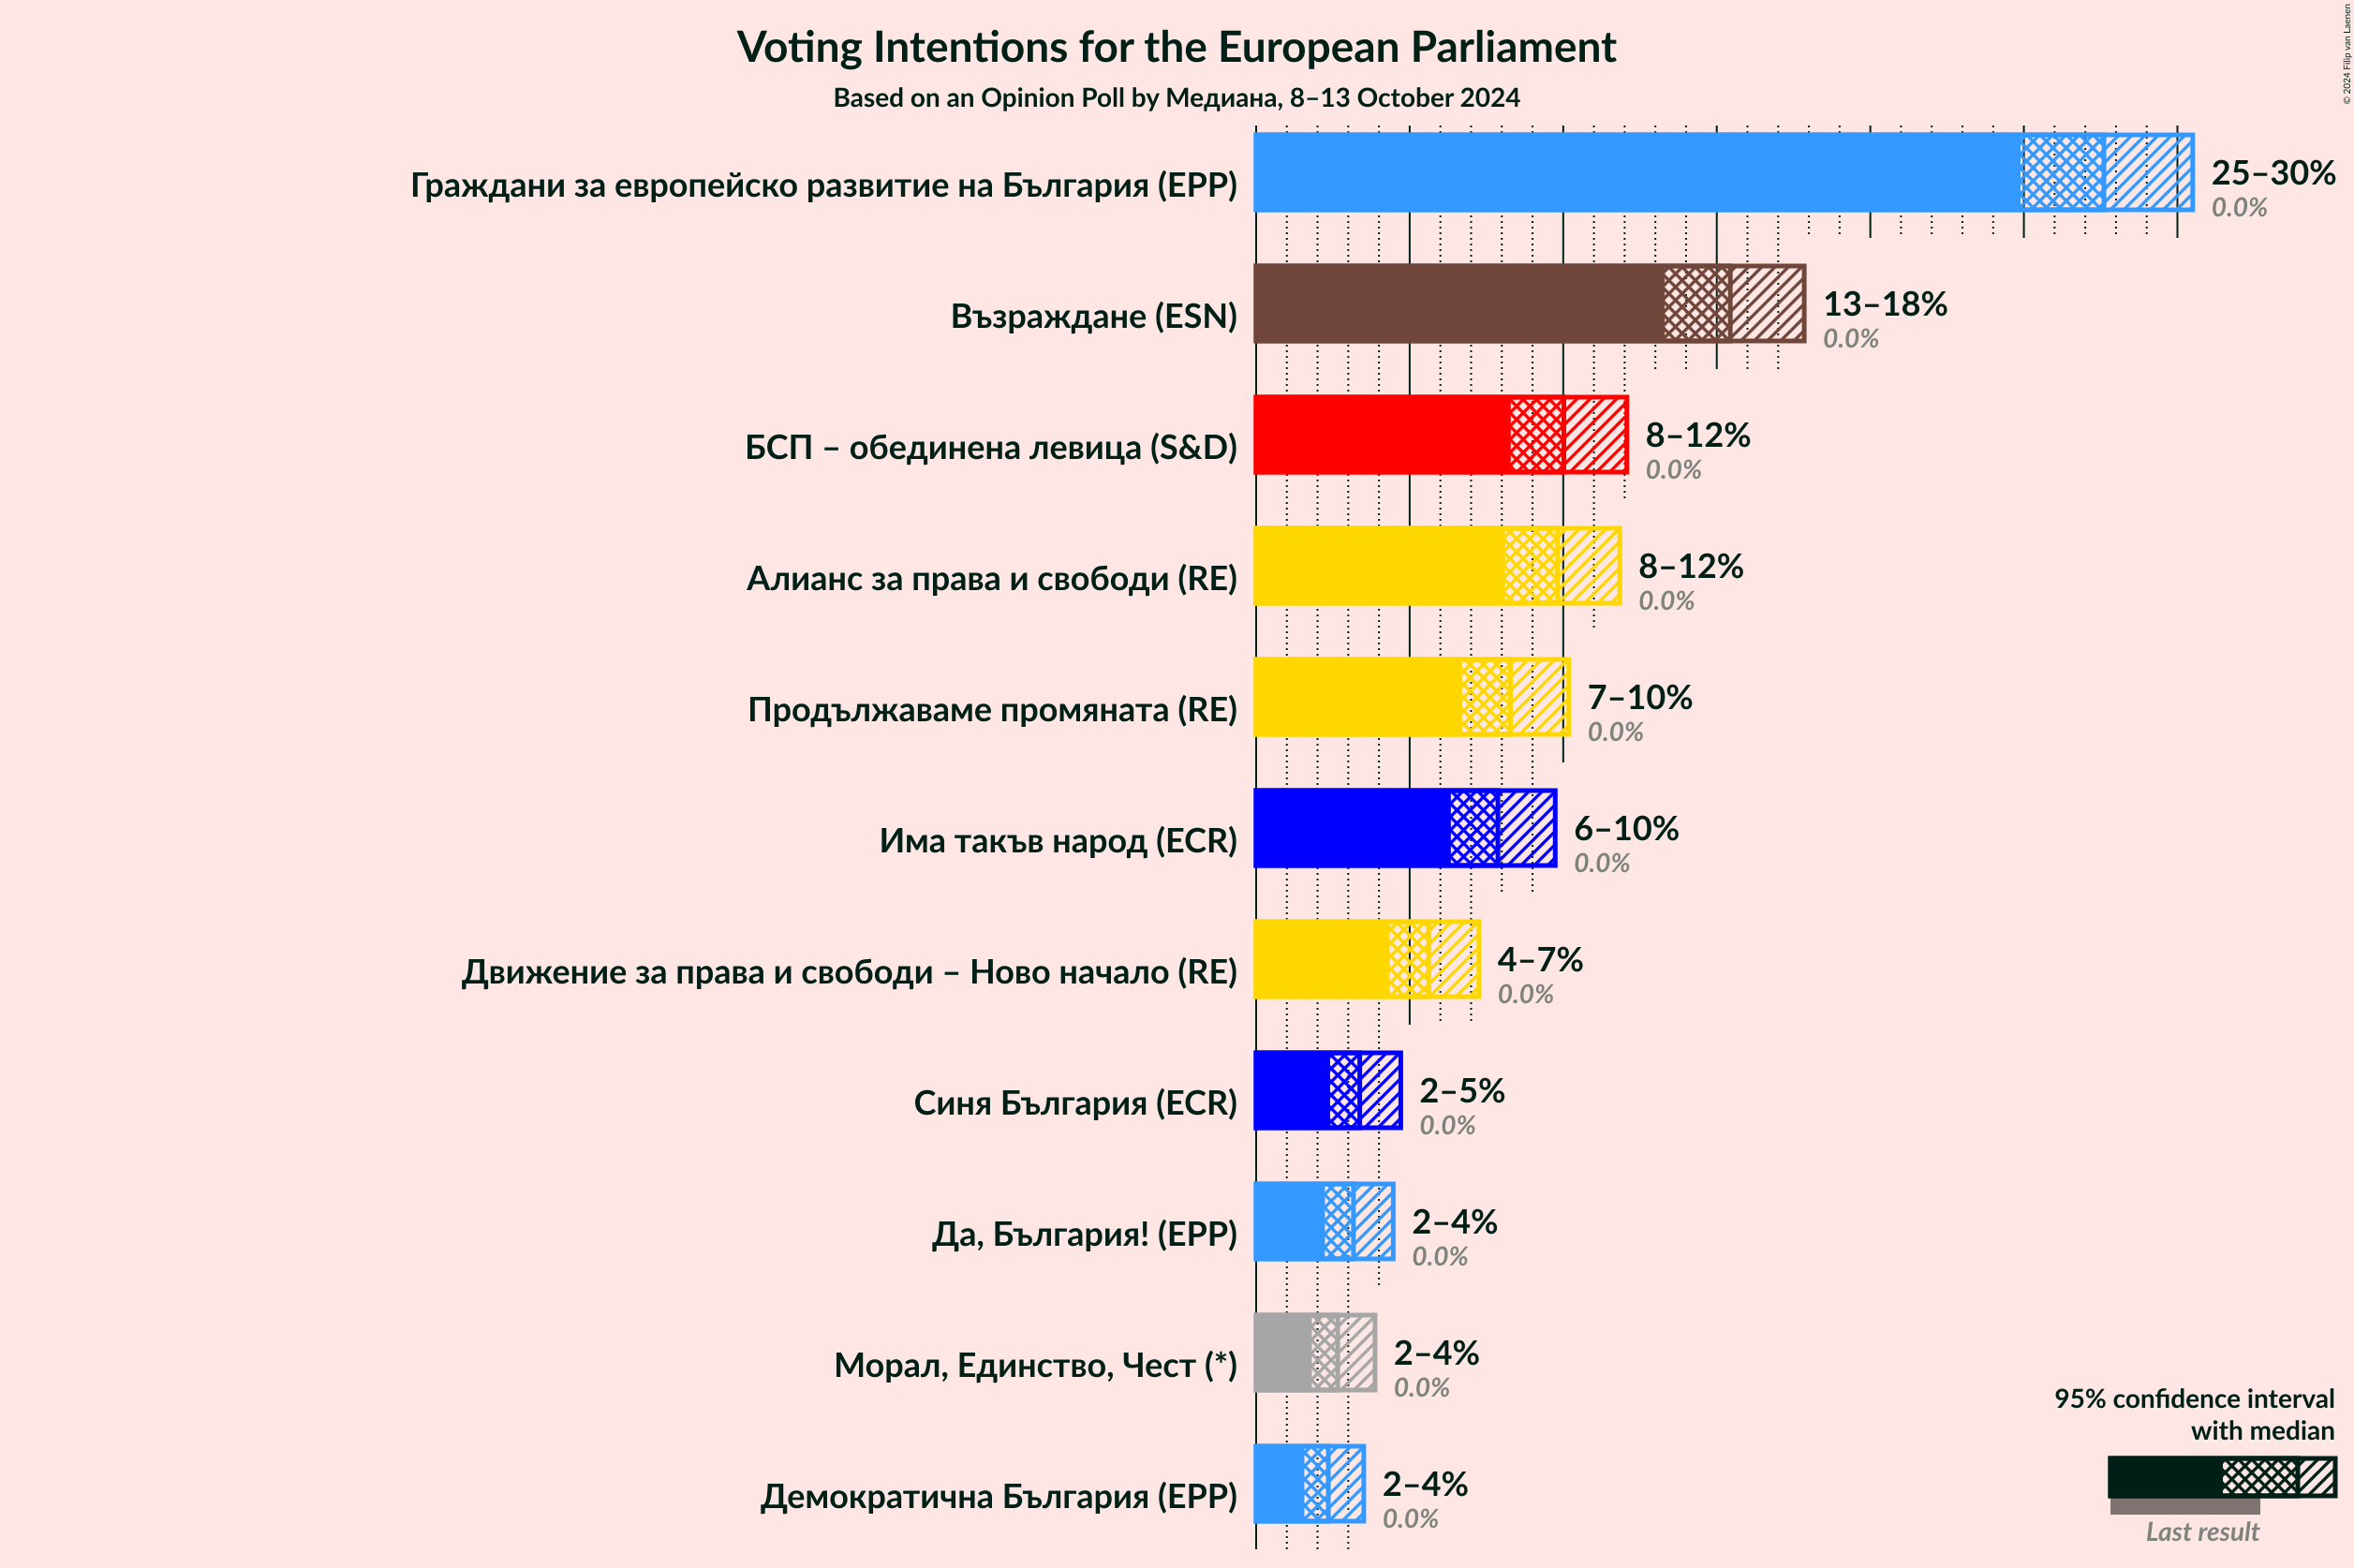 © 2024 Filip van Laenen
Voting Intentions for the European Parliament
Based on an Opinion Poll by Медиана, 8–13 October 2024
Граждани за европейско развитие на България (EPP)
25–30%
0.0%
Възраждане (ESN)
13–18%
0.0%
БСП – обединена левица (S&D)
8–12%
0.0%
Алианс за права и свободи (RE)
8–12%
0.0%
Продължаваме промяната (RE)
7–10%
0.0%
Има такъв народ (ECR)
6–10%
0.0%
Движение за права и свободи – Ново начало (RE)
4–7%
0.0%
Синя България (ECR)
2–5%
0.0%
Да, България! (EPP)
2–4%
0.0%
Морал, Единство, Чест (*)
2–4%
0.0%
Демократична България (EPP)
2–4%
0.0%
95% confidence interval
with median
Last result